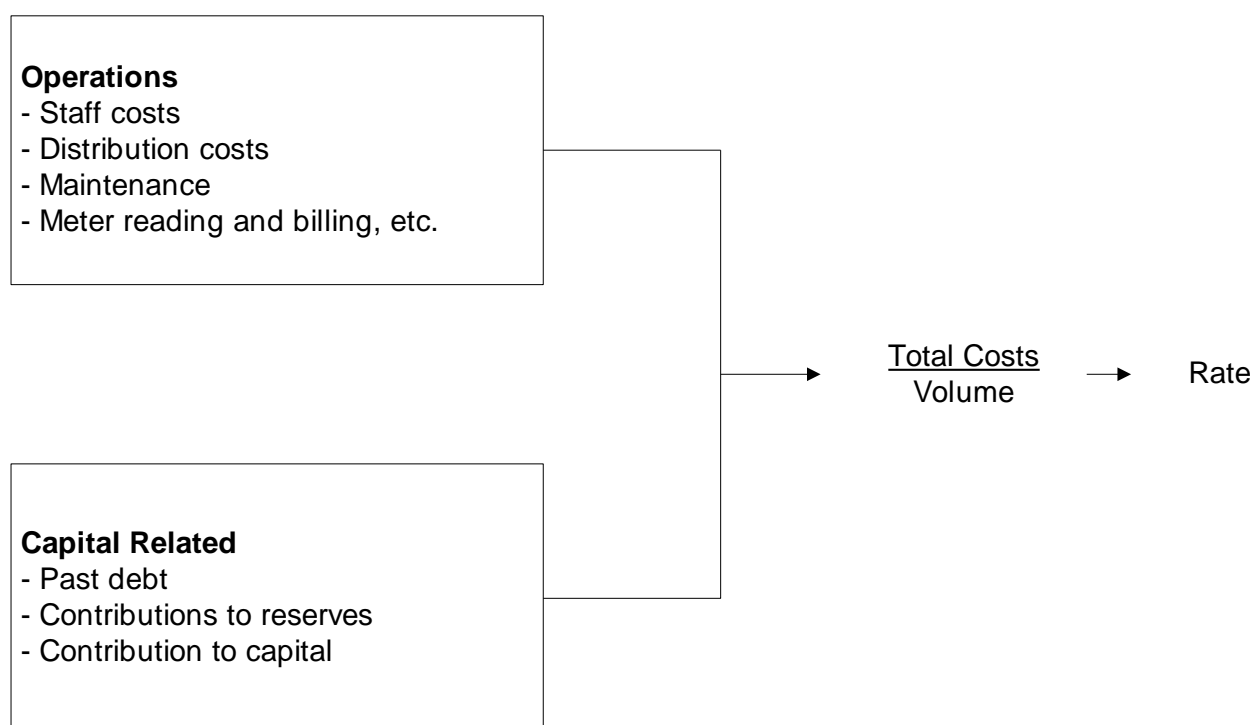 Operations
- Staff costs
- Distribution costs
- Maintenance
- Meter reading and billing, etc.
Total Costs
Volume
Rate
Capital Related
- Past debt
- Contributions to reserves
- Contribution to capital